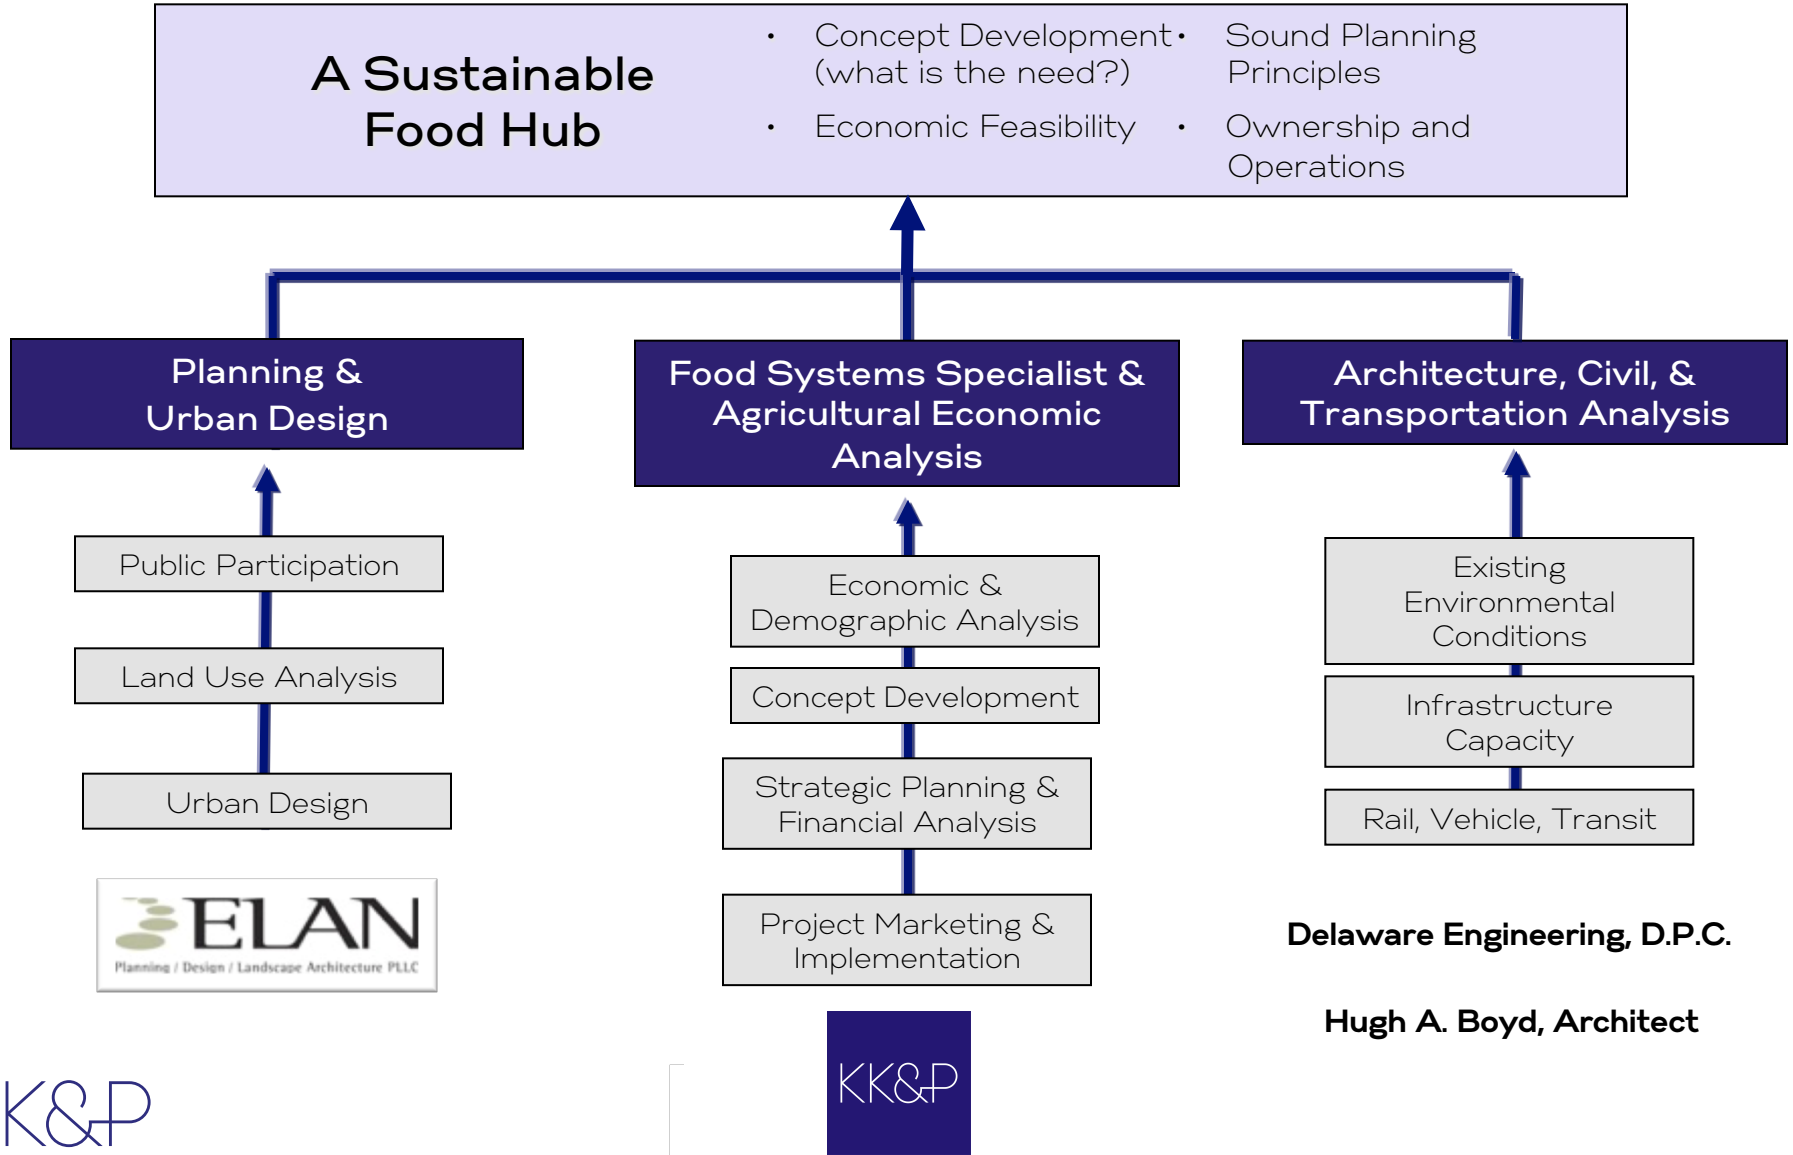 A Sustainable
Food Hub
• Concept Development
(what is the need?)
• Economic Feasibility
• Sound Planning
Principles
• Ownership and
Operations
Planning &
Urban Design
Public Participation
Land Use Analysis
Urban Design
ELAN
Planning / Design / Landscape Architecture PLLC
Food Systems Specialist &
Agricultural Economic
Analysis
Economic &
Demographic Analysis
Concept Development
Strategic Planning &
Financial Analysis
Project Marketing &
Implementation
KK&P
Architecture, Civil, &
Transportation Analysis
Existing
Environmental
Conditions
Infrastructure
Capacity
Rail, Vehicle, Transit
Delaware Engineering, D.P.C.
Hugh A. Boyd, Architect
K&P